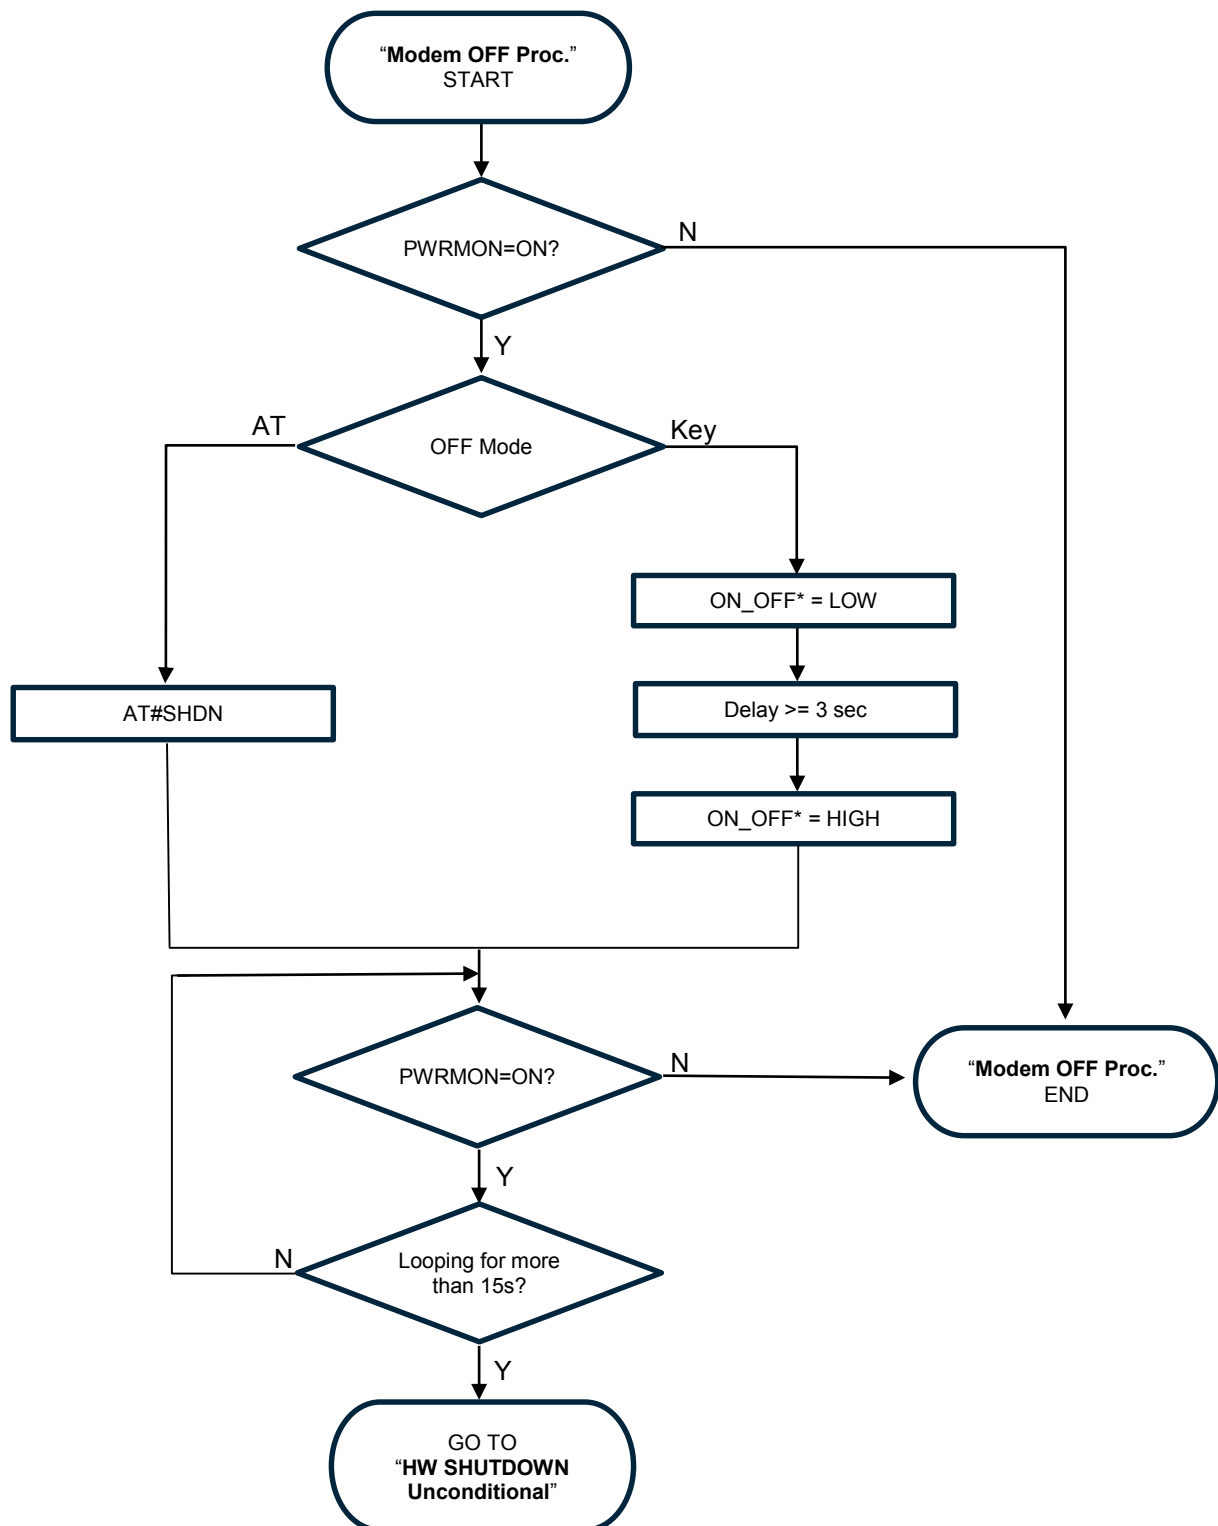 “Modem OFF Proc.”
START
PWRMON=ON?
N
Y
OFF Mode
AT
Key
ON_OFF* = LOW
AT#SHDN
Delay >= 3 sec
ON_OFF* = HIGH
PWRMON=ON?
N
“Modem OFF Proc.”
END
Y
N
Looping for more
than 15s?
Y
GO TO
“HW SHUTDOWN
Unconditional”